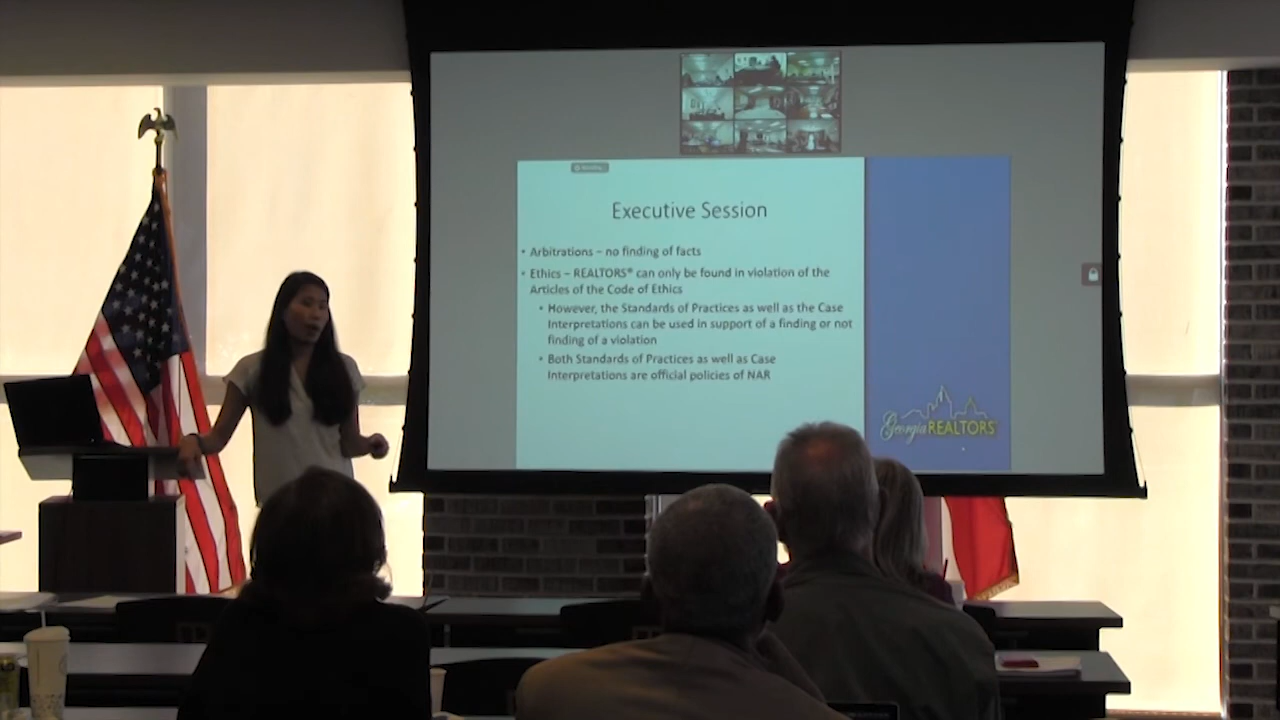 Executive Session
• Arbitrations – no finding of facts
• Ethics – REALTORS® can only be found in violation of the
Articles of the Code of Ethics
• However, the Standards of Practices as well as the Case
Interpretations can be used in support of a finding or not
finding of a violation
• Both Standards of Practices as well as Case
Interpretations are official policies of NAR
Georgia REALTORS®